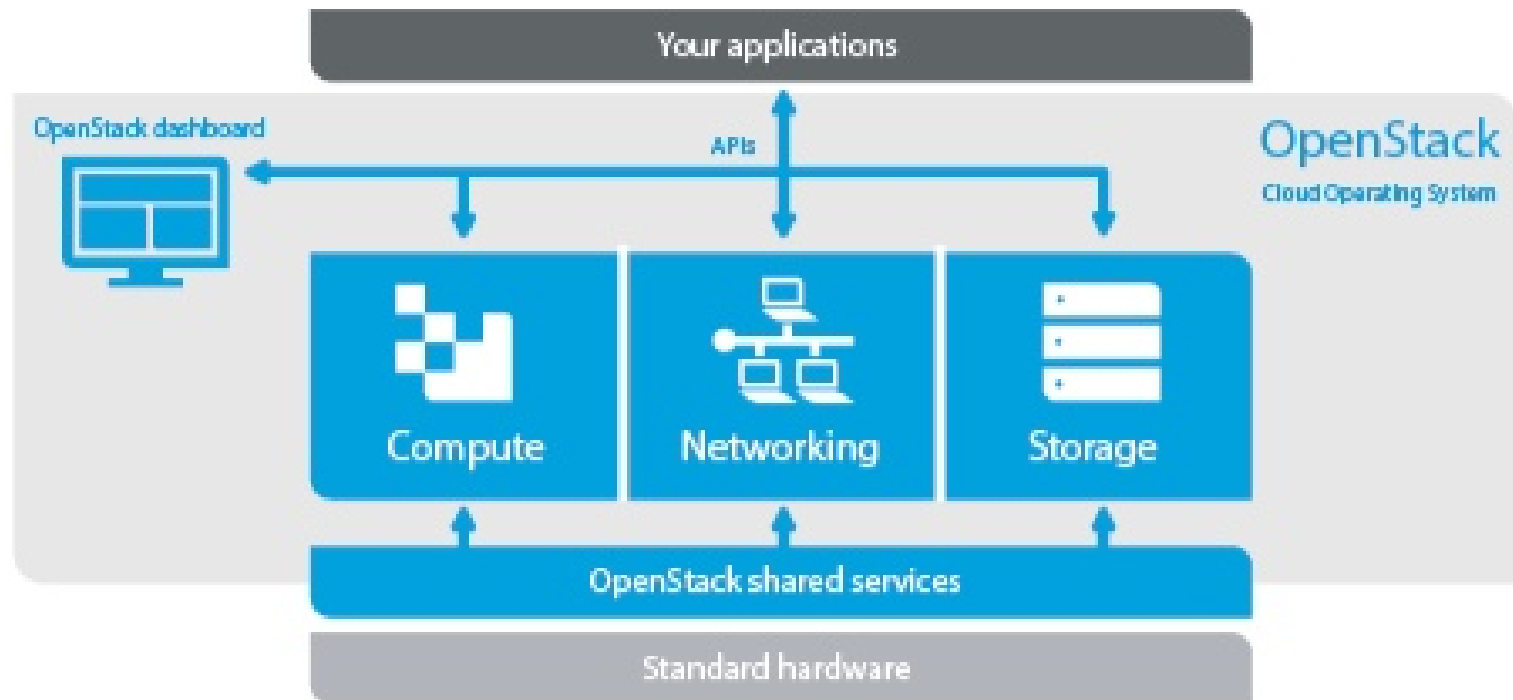 Your applications
OpenStack dashboard
APIs
OpenStack
Cloud Operating System
Compute
Networking
Storage
OpenStack shared services
Standard hardware